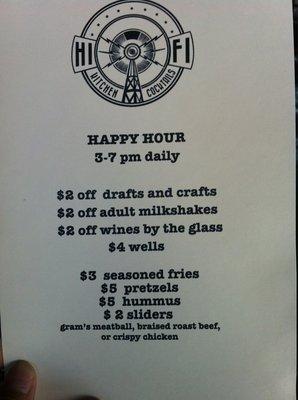 HI FI
KITCHEN COCKTAILS
HAPPY HOUR
3-7 pm daily
$2 off drafts and crafts
$2 off adult milkshakes
$2 off wines by the glass
$4 wells
$3 seasoned fries
$5 pretzels
$5 hummus
$ 2 sliders
gram's meatball, braised roast beef,
or crispy chicken